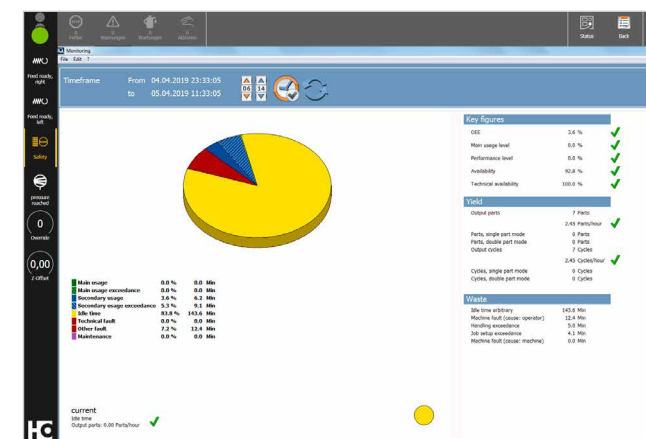 0
Fehler
0
Warnungen
0
Wartungen
0
Aktionen
Status
Back
Monitoring
File Edit ?
Feed ready,
right
Feed ready,
left
Safety
pressure
reached
0
Override
0,00
Z-Offset
HG
Timeframe From 04.04.2019 23:33:05
to 05.04.2019 11:33:05
06 14
Main usage 0.0 % 0.0 Min
Main usage exceedance 0.0 % 0.0 Min
Secondary usage 3.6 % 6.2 Min
Secondary usage exceedance 5.3 % 9.1 Min
Idle time 83.8 % 143.6 Min
Technical fault 0.0 % 0.0 Min
Other fault 7.2 % 12.4 Min
Maintenance 0.0 % 0.0 Min
current
Idle time
Output parts: 0.00 Parts/hour
Key figures
OEE 3.6 %
Main usage level 0.0 %
Performance level 0.0 %
Availability 92.8 %
Technical availability 100.0 %
Yield
Output parts 7 Parts
2.45 Parts/hour
Parts, single part mode 0 Parts
Parts, double part mode 0 Parts
Output cycles 7 Cycles
2.45 Cycles/hour
Cycles, single part mode 0 Cycles
Cycles, double part mode 0 Cycles
Waste
Idle time arbitrary 143.6 Min
Machine fault (cause: operator) 12.4 Min
Handling exceedance 5.0 Min
Job setup exceedance 4.1 Min
Machine fault (cause: machine) 0.0 Min